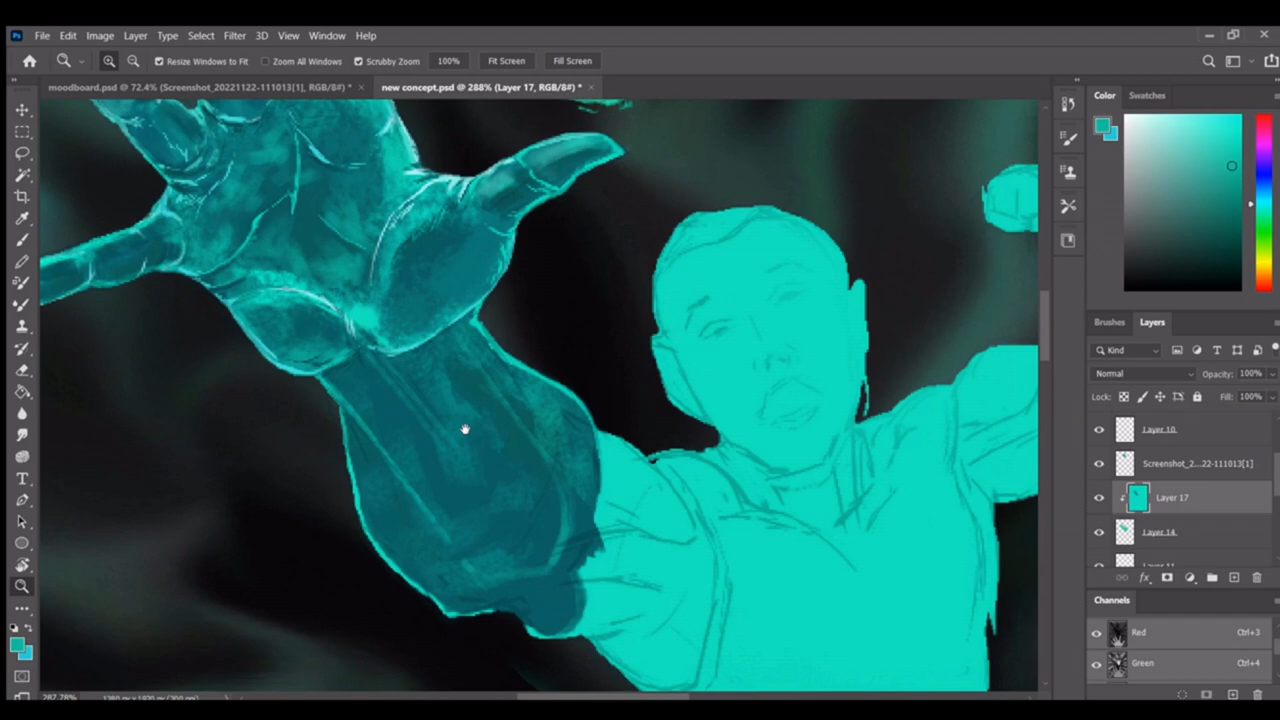 Ps File Edit Image Layer Type Select Filter 3D View Window Help
Resize Windows to Fit Zoom All Windows Scrubby Zoom 100% Fit Screen Fill Screen
moodboard.psd @ 72.4% (Screenshot_20221122-111013[1], RGB/8#) * × new concept.psd @ 288% (Layer 17, RGB/8#) * ×
Color Swatches
Brushes Layers
Kind
Normal Opacity: 100%
Lock: Fill: 100%
Layer 10
Screenshot_2...22-111013[1]
Layer 17
Layer 14
Channels
Red Ctrl+3
Green Ctrl+4